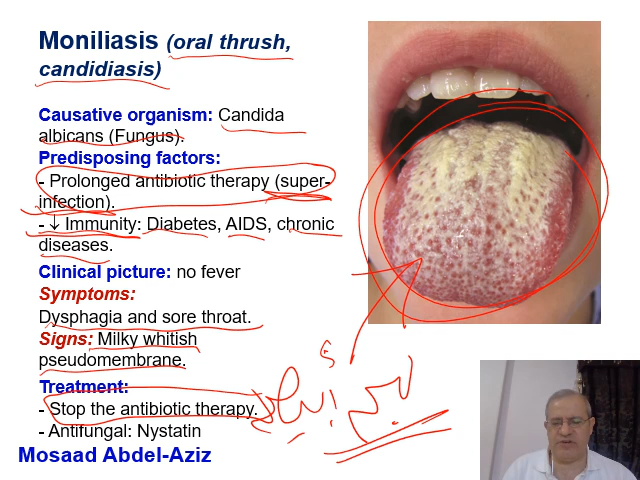 Moniliasis (oral thrush,
candidiasis)
Causative organism: Candida
albicans (Fungus).
Predisposing factors:
- Prolonged antibiotic therapy (super-
infection).
- ↓ Immunity: Diabetes, AIDS, chronic
diseases.
Clinical picture: no fever
Symptoms:
Dysphagia and sore throat.
Signs: Milky whitish
pseudomembrane.
Treatment:
- Stop the antibiotic therapy.
- Antifungal: Nystatin
Mosaad Abdel-Aziz